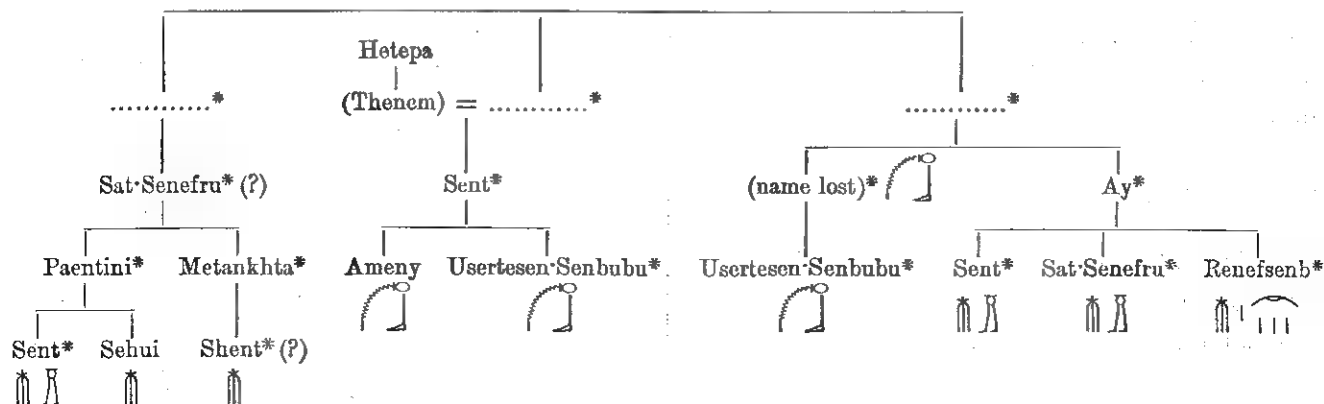 Hetepa
..........* (Thenem) = ..........* ..........*
Sat·Senefru* (?) Sent* (name lost)* Ay*
Paentini* Metankhta* Ameny Usertesen·Senbubu* Usertesen·Senbubu* Sent* Sat·Senefru* Renefsenb*
Sent* Sehui Shent* (?)